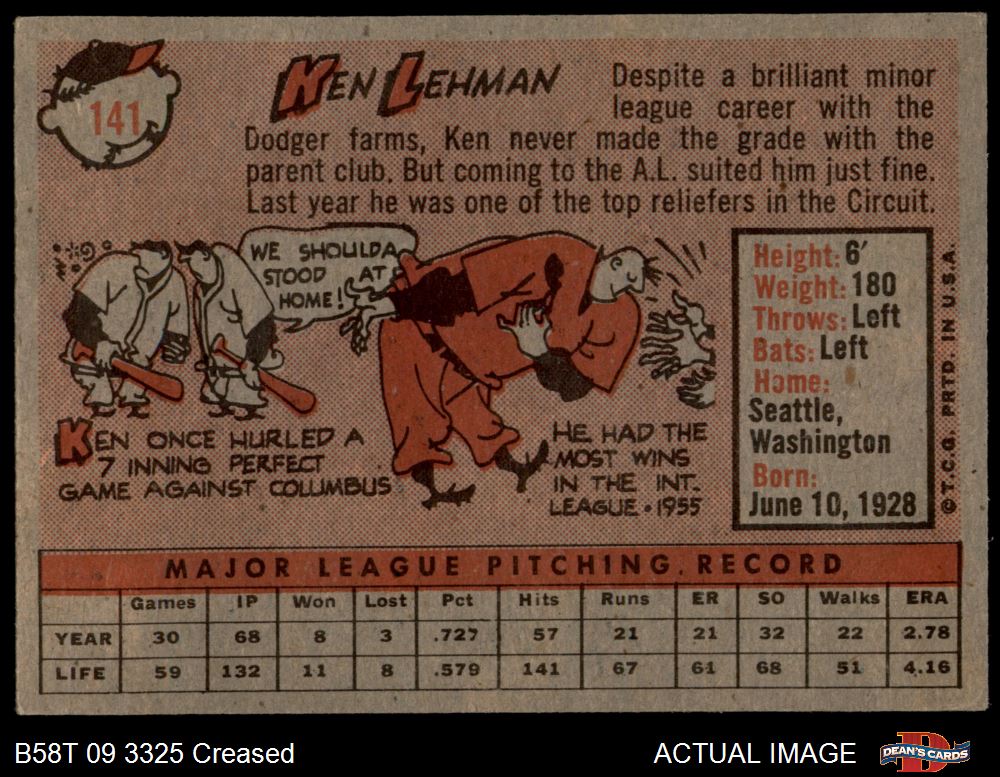 141
KEN LEHMAN
Despite a brilliant minor
league career with the
Dodger farms, Ken never made the grade with the
parent club. But coming to the A.L. suited him just fine.
Last year he was one of the top reliefers in the Circuit.
WE SHOULDA
STOOD AT
HOME!
KEN ONCE HURLED A
7 INNING PERFECT
GAME AGAINST COLUMBUS
HE HAD THE
MOST WINS
IN THE INT.
LEAGUE • 1955
Height: 6'
Weight: 180
Throws: Left
Bats: Left
Home:
Seattle,
Washington
Born:
June 10, 1928
© T.C.G. PRTD. IN U.S.A.
MAJOR LEAGUE PITCHING RECORD
Games IP Won Lost Pct Hits Runs ER SO Walks ERA
YEAR 30 68 8 3 .727 57 21 21 32 22 2.78
LIFE 59 132 11 8 .579 141 67 61 68 51 4.16
B58T 09 3325 Creased
ACTUAL IMAGE
DEAN'S CARDS